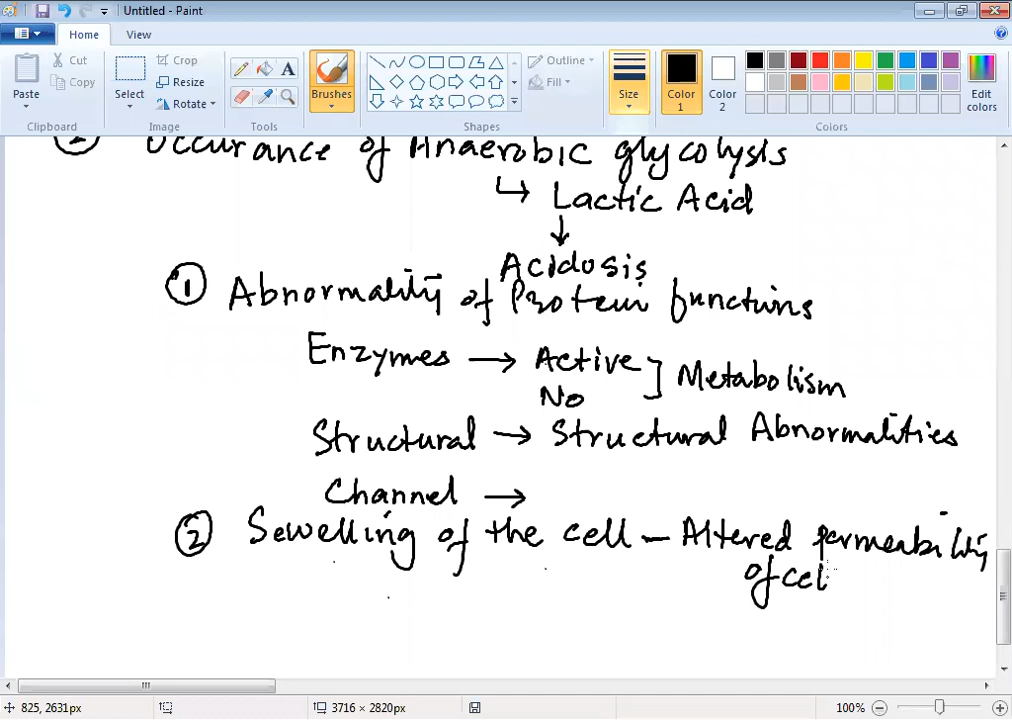 Untitled - Paint
Home View
Paste Cut Copy Select Crop Resize Rotate Brushes Outline Fill Size Color 1 Color 2 Edit colors
Clipboard Image Tools Shapes Colors
② Occurance of Anaerobic glycolysis
↳ Lactic Acid
↓
Acidosis
① Abnormality of Protein functions
Enzymes → Active ] Metabolism
No
Structural → Structural Abnormalities
Channel →
② Sewelling of the cell – Altered permeability
of cel
825, 2631px 3716 × 2820px 100%